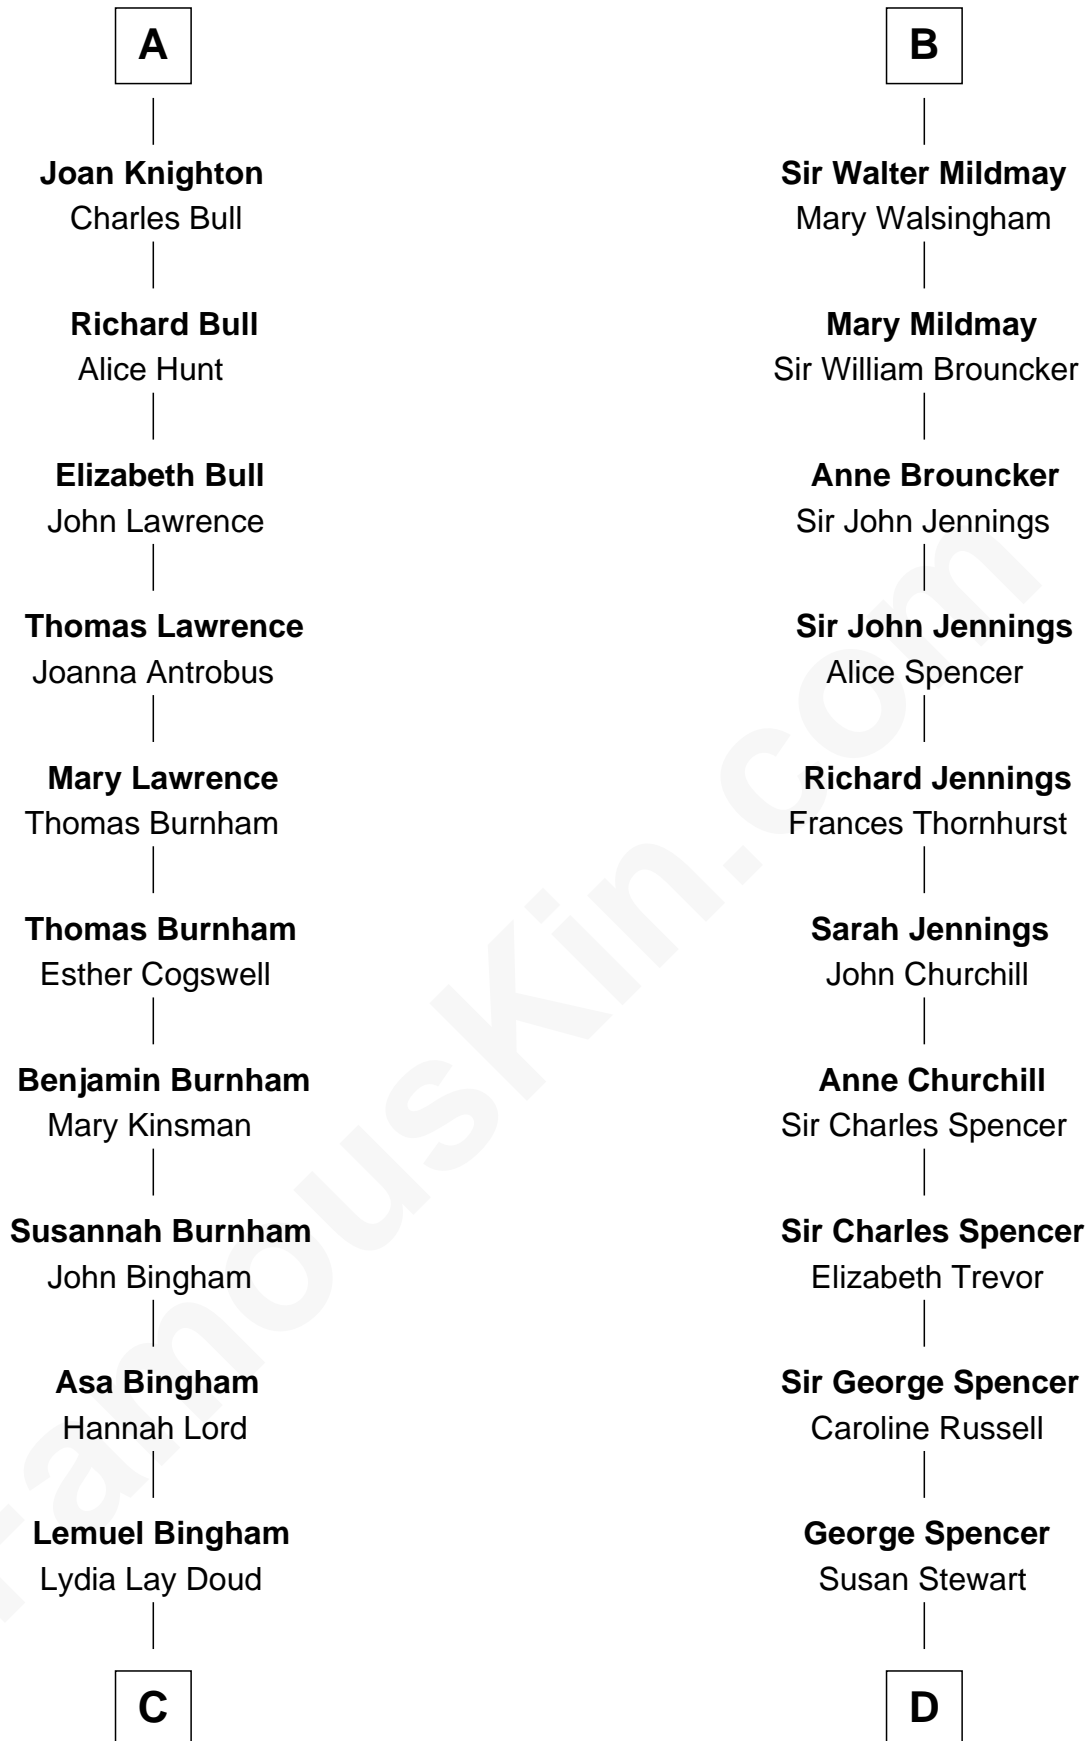 A
Joan Knighton
Charles Bull
Richard Bull
Alice Hunt
Elizabeth Bull
John Lawrence
Thomas Lawrence
Joanna Antrobus
Mary Lawrence
Thomas Burnham
Thomas Burnham
Esther Cogswell
Benjamin Burnham
Mary Kinsman
Susannah Burnham
John Bingham
Asa Bingham
Hannah Lord
Lemuel Bingham
Lydia Lay Doud
C
B
Sir Walter Mildmay
Mary Walsingham
Mary Mildmay
Sir William Brouncker
Anne Brouncker
Sir John Jennings
Sir John Jennings
Alice Spencer
Richard Jennings
Frances Thornhurst
Sarah Jennings
John Churchill
Anne Churchill
Sir Charles Spencer
Sir Charles Spencer
Elizabeth Trevor
Sir George Spencer
Caroline Russell
George Spencer
Susan Stewart
D
FamousKin.com